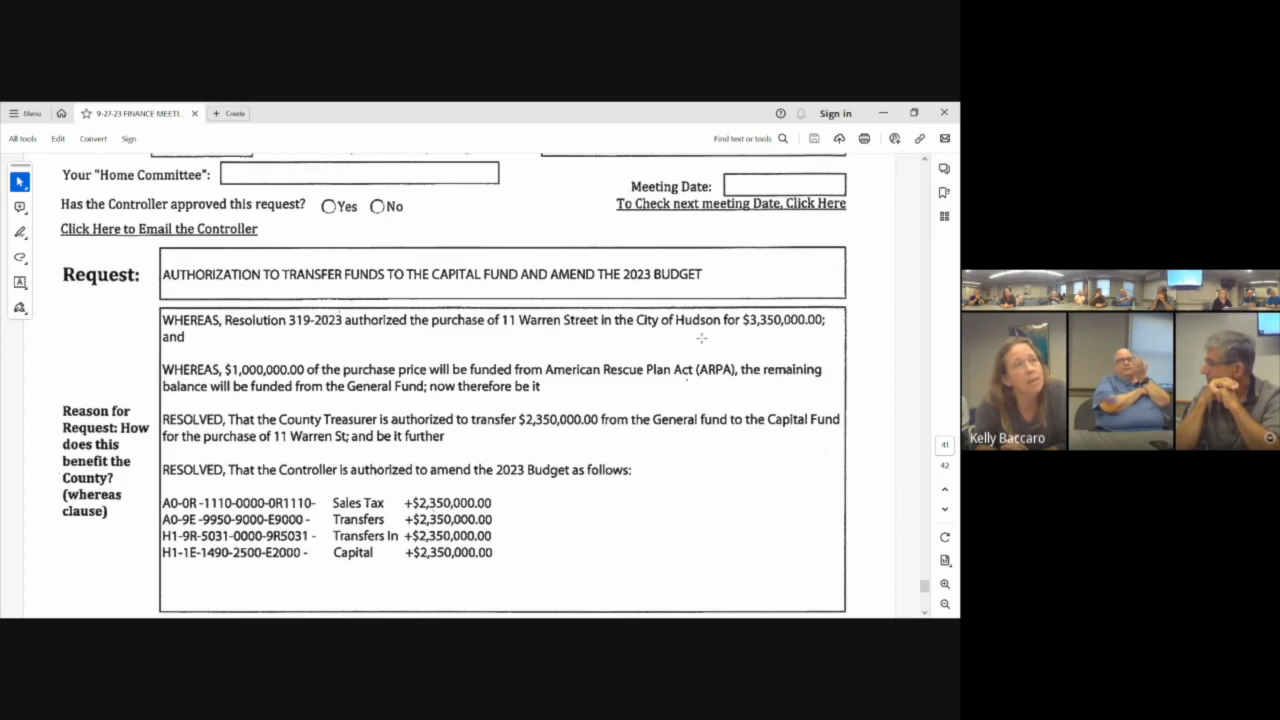 Menu
9-27-23 FINANCE MEETI...
Create
Sign in
All tools
Edit
Convert
Sign
Find text or tools
Your "Home Committee":
Meeting Date:
Has the Controller approved this request?
Yes
No
To Check next meeting Date, Click Here
Click Here to Email the Controller
Request:
AUTHORIZATION TO TRANSFER FUNDS TO THE CAPITAL FUND AND AMEND THE 2023 BUDGET
WHEREAS, Resolution 319-2023 authorized the purchase of 11 Warren Street in the City of Hudson for $3,350,000.00;
and
WHEREAS, $1,000,000.00 of the purchase price will be funded from American Rescue Plan Act (ARPA), the remaining
balance will be funded from the General Fund; now therefore be it
Reason for
Request: How
does this
benefit the
County?
(whereas
clause)
RESOLVED, That the County Treasurer is authorized to transfer $2,350,000.00 from the General fund to the Capital Fund
for the purchase of 11 Warren St; and be it further
RESOLVED, That the Controller is authorized to amend the 2023 Budget as follows:
A0-0R -1110-0000-0R1110- Sales Tax +$2,350,000.00
A0-9E -9950-9000-E9000 - Transfers +$2,350,000.00
H1-9R-5031-0000-9R5031 - Transfers In +$2,350,000.00
H1-1E-1490-2500-E2000 - Capital +$2,350,000.00
41
42
Kelly Baccaro